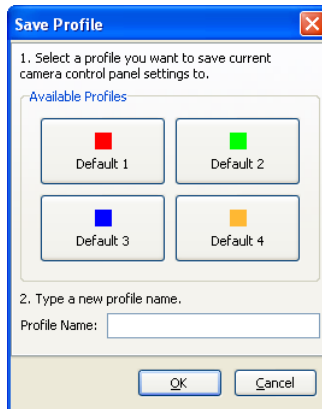 Save Profile
1. Select a profile you want to save current
camera control panel settings to.
Available Profiles
Default 1
Default 2
Default 3
Default 4
2. Type a new profile name.
Profile Name:
OK
Cancel